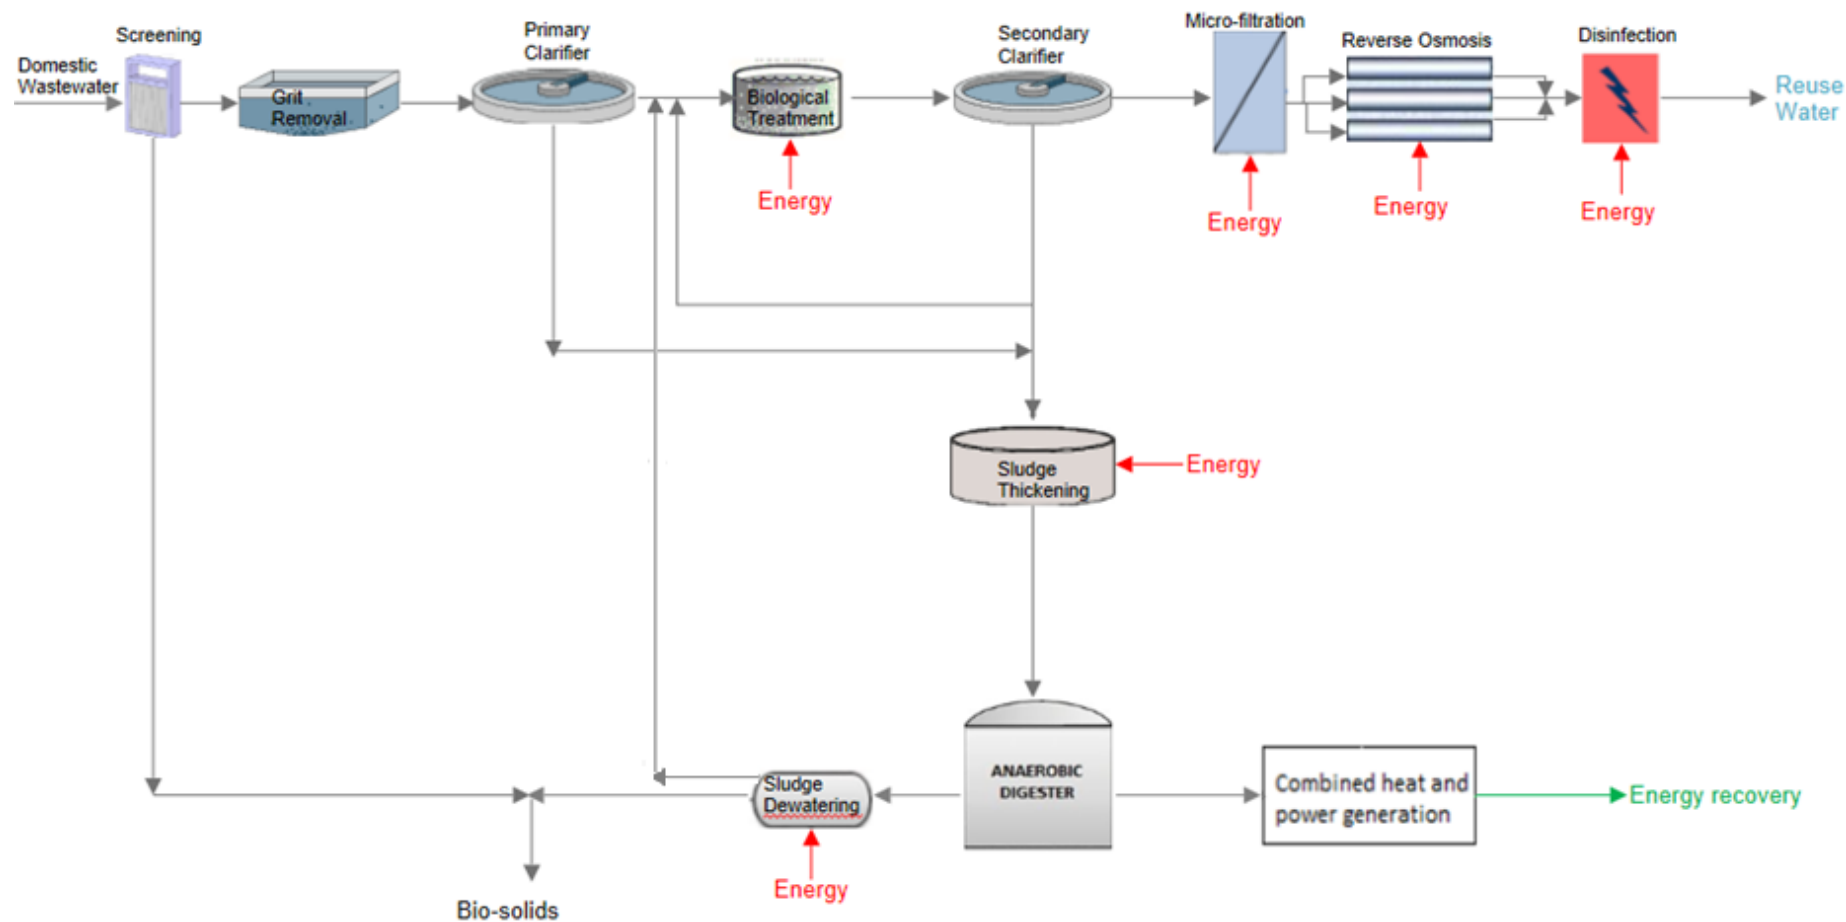 Screening
Domestic
Wastewater
Grit
Removal
Primary
Clarifier
Biological
Treatment
Energy
Secondary
Clarifier
Micro-filtration
Energy
Reverse Osmosis
Energy
Disinfection
Energy
Reuse
Water
Sludge
Thickening
Energy
ANAEROBIC
DIGESTER
Combined heat and
power generation
Energy recovery
Sludge
Dewatering
Energy
Bio-solids